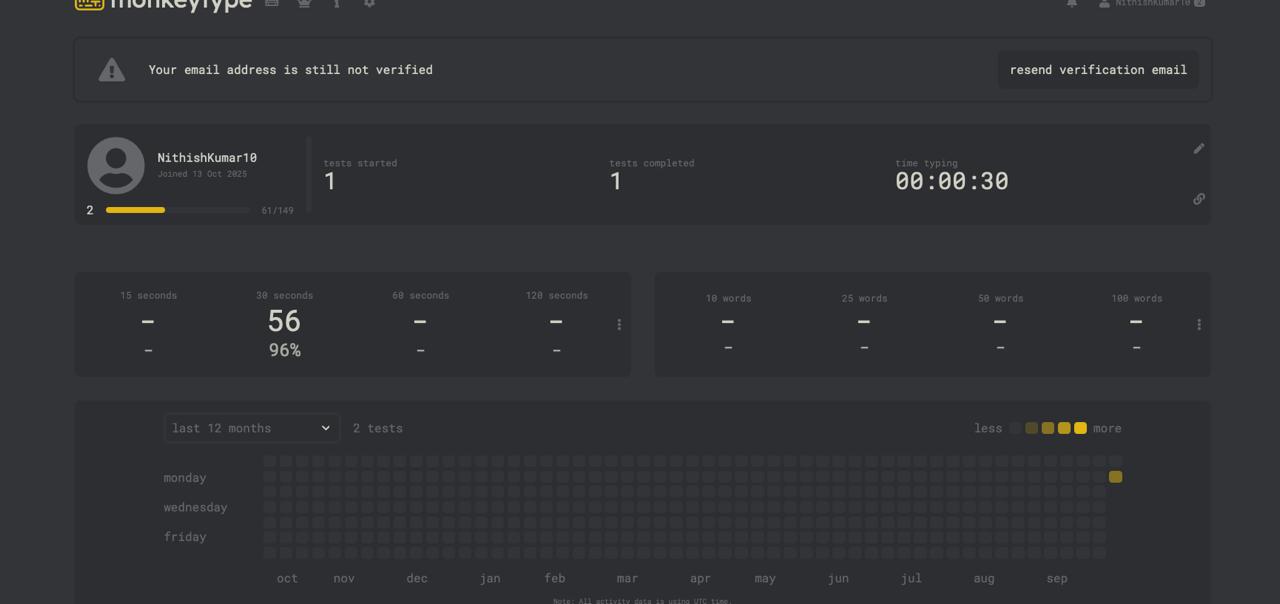 monkeytype NithishKumar10 2
Your email address is still not verified resend verification email
NithishKumar10
Joined 13 Oct 2025
2 61/149
tests started tests completed time typing
1 1 00:00:30
15 seconds 30 seconds 60 seconds 120 seconds
- 56 - -
- 96% - -
10 words 25 words 50 words 100 words
- - - -
- - - -
last 12 months 2 tests less more
monday
wednesday
friday
oct nov dec jan feb mar apr may jun jul aug sep
Note: All activity data is using UTC time.